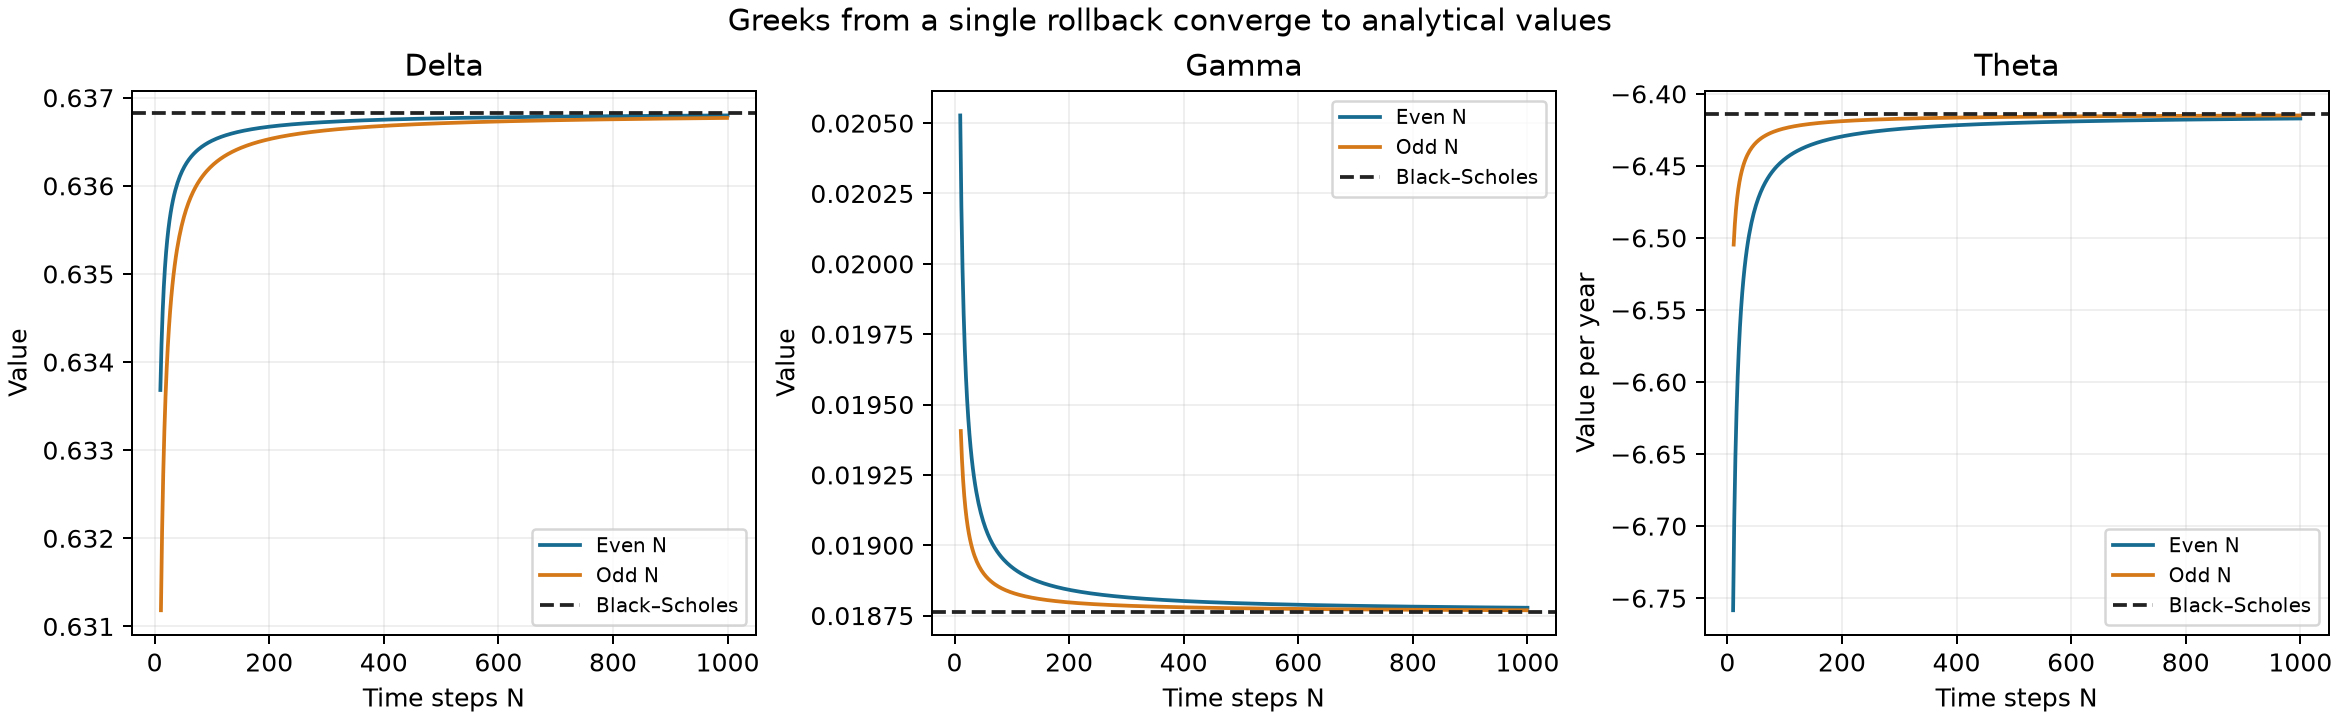 Greeks from a single rollback converge to analytical values
Delta
Value
0.637
0.636
0.635
0.634
0.633
0.632
0.631
Even N
Odd N
Black–Scholes
0
200
400
600
800
1000
Time steps N
Gamma
Value
0.02050
0.02025
0.02000
0.01975
0.01950
0.01925
0.01900
0.01875
Even N
Odd N
Black–Scholes
0
200
400
600
800
1000
Time steps N
Theta
Value per year
−6.40
−6.45
−6.50
−6.55
−6.60
−6.65
−6.70
−6.75
Even N
Odd N
Black–Scholes
0
200
400
600
800
1000
Time steps N